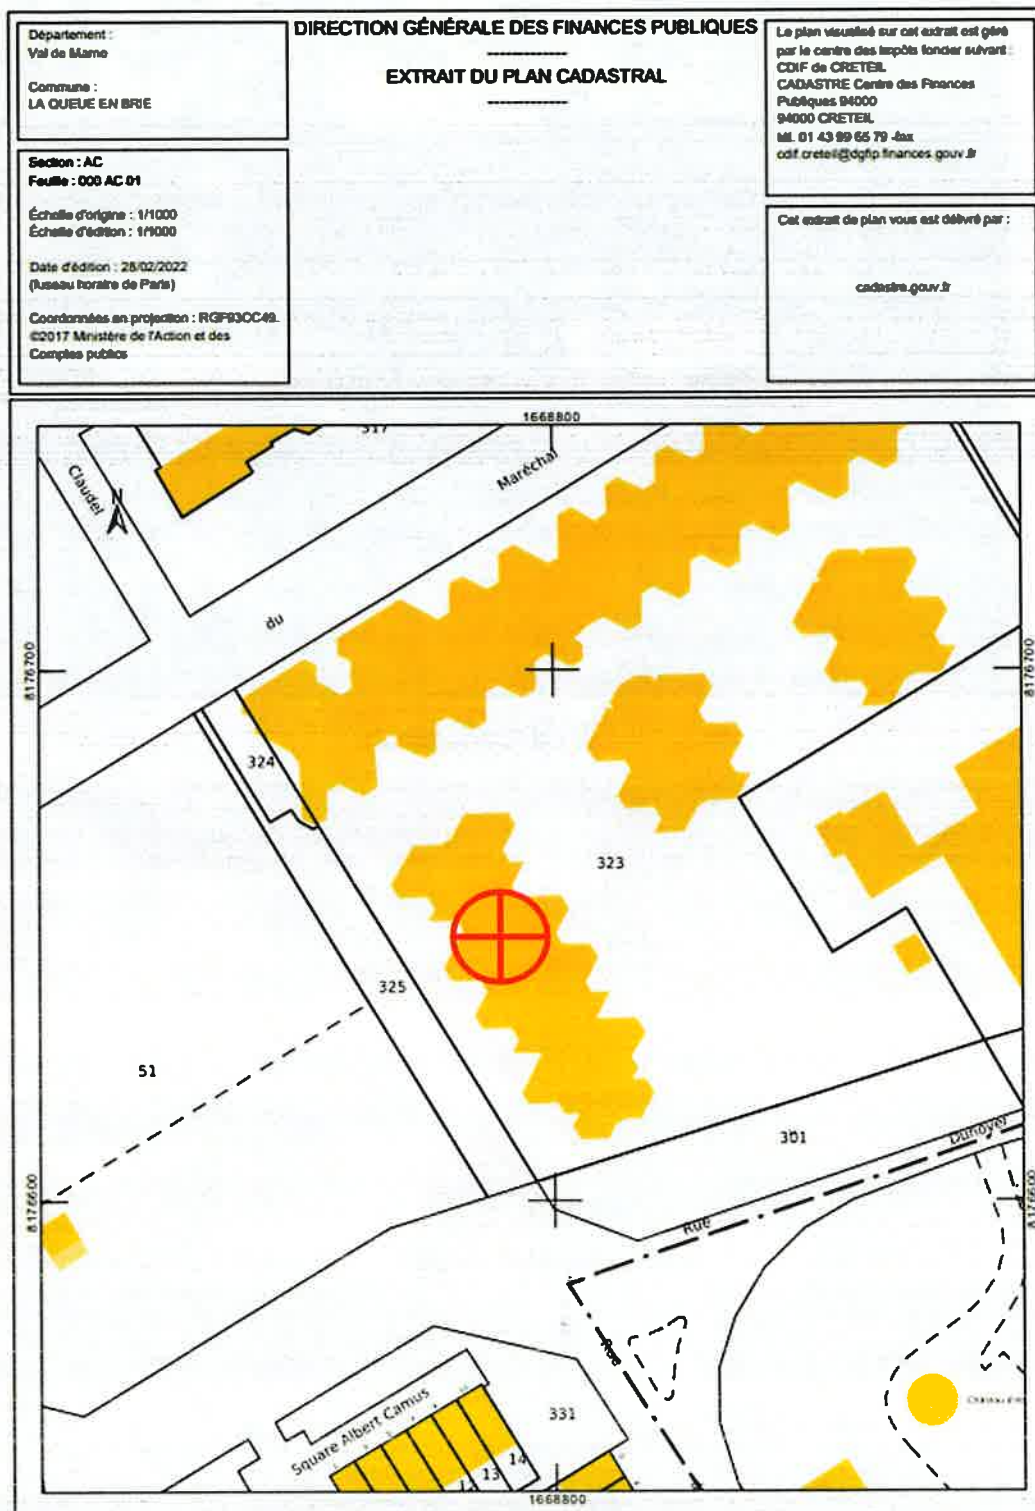 DIRECTION GÉNÉRALE DES FINANCES PUBLIQUES
EXTRAIT DU PLAN CADASTRAL
Département :
Val de Marne
Commune :
LA QUEUE EN BRIE
Section : AC
Feuille : 000 AC 01
Échelle d'origine : 1/1000
Échelle d'édition : 1/1000
Date d'édition : 28/02/2022
(fuseau horaire de Paris)
Coordonnées en projection : RGF93CC49
©2017 Ministère de l'Action et des
Comptes publics
Le plan visualisé sur cet extrait est géré
par le centre des impôts foncier suivant :
CDIF de CRETEIL
CADASTRE Centre des Finances
Publiques 94000
94000 CRETEIL
tél. 01 43 99 65 79 -fax
cdif.creteil@dgfip.finances.gouv.fr
Cet extrait de plan vous est délivré par :
cadastre.gouv.fr
1668800
317
Claudel
N
Maréchal
du
8176700
8176700
324
323
325
51
301
Dunoyer
8176600
8176600
Rue
Rue
331
Square Albert Camus
14
13
1668800